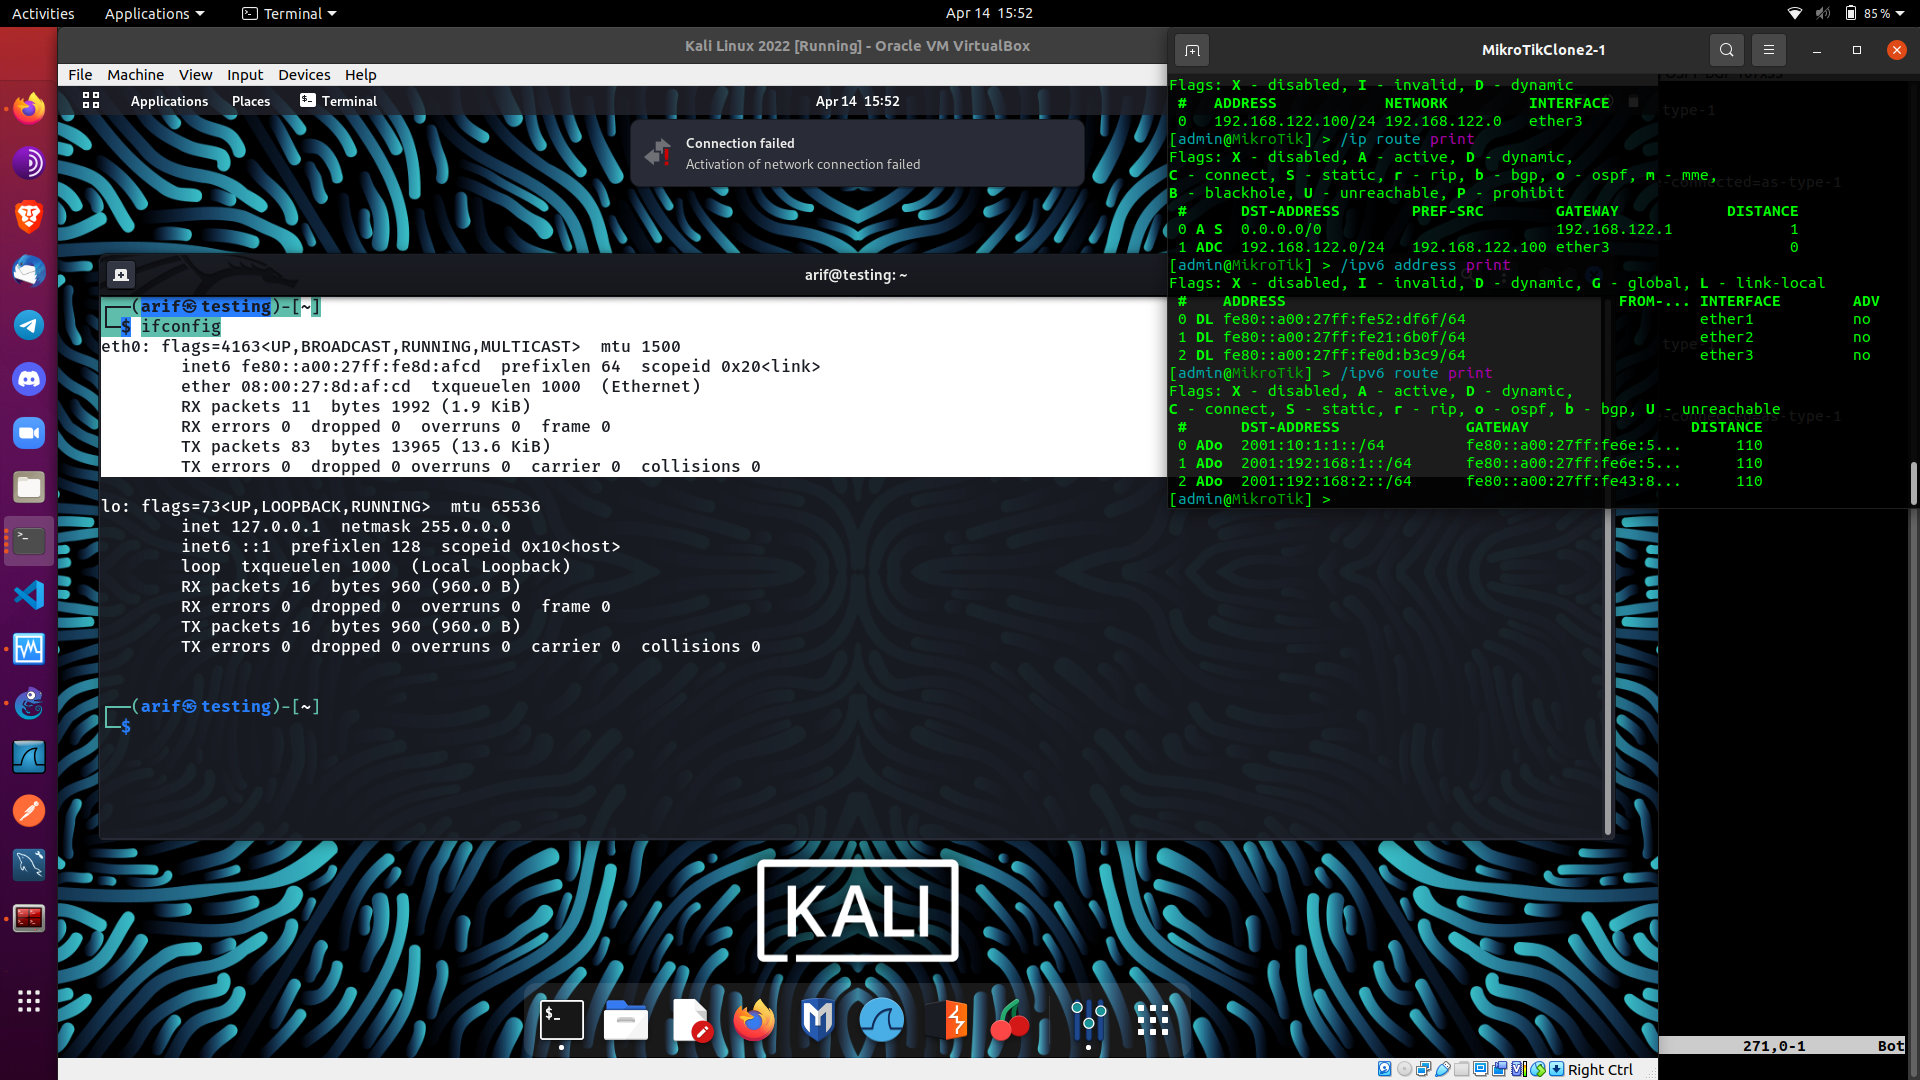 Activities Applications Terminal Apr 14 15:52 85 %
Kali Linux 2022 [Running] - Oracle VM VirtualBox
File Machine View Input Devices Help
Applications Places Terminal Apr 14 15:52
Connection failed
Activation of network connection failed
arif@testing: ~
┌──(arif㉿testing)-[~]
└─$ ifconfig
eth0: flags=4163<UP,BROADCAST,RUNNING,MULTICAST>  mtu 1500
        inet6 fe80::a00:27ff:fe8d:afcd  prefixlen 64  scopeid 0x20<link>
        ether 08:00:27:8d:af:cd  txqueuelen 1000  (Ethernet)
        RX packets 11  bytes 1992 (1.9 KiB)
        RX errors 0  dropped 0  overruns 0  frame 0
        TX packets 83  bytes 13965 (13.6 KiB)
        TX errors 0  dropped 0 overruns 0  carrier 0  collisions 0
lo: flags=73<UP,LOOPBACK,RUNNING>  mtu 65536
        inet 127.0.0.1  netmask 255.0.0.0
        inet6 ::1  prefixlen 128  scopeid 0x10<host>
        loop  txqueuelen 1000  (Local Loopback)
        RX packets 16  bytes 960 (960.0 B)
        RX errors 0  dropped 0  overruns 0  frame 0
        TX packets 16  bytes 960 (960.0 B)
        TX errors 0  dropped 0 overruns 0  carrier 0  collisions 0
┌──(arif㉿testing)-[~]
└─$
KALI
Right Ctrl
MikroTikClone2-1
Flags: X - disabled, I - invalid, D - dynamic
 #   ADDRESS            NETWORK         INTERFACE
 0   192.168.122.100/24 192.168.122.0   ether3
[admin@MikroTik] > /ip route print
Flags: X - disabled, A - active, D - dynamic,
C - connect, S - static, r - rip, b - bgp, o - ospf, m - mme,
B - blackhole, U - unreachable, P - prohibit
 #      DST-ADDRESS        PREF-SRC        GATEWAY            DISTANCE
 0 A S  0.0.0.0/0                          192.168.122.1             1
 1 ADC  192.168.122.0/24   192.168.122.100 ether3                    0
[admin@MikroTik] > /ipv6 address print
Flags: X - disabled, I - invalid, D - dynamic, G - global, L - link-local
 #    ADDRESS                                     FROM-... INTERFACE        ADV
 0 DL fe80::a00:27ff:fe52:df6f/64                          ether1           no
 1 DL fe80::a00:27ff:fe21:6b0f/64                          ether2           no
 2 DL fe80::a00:27ff:fe0d:b3c9/64                          ether3           no
[admin@MikroTik] > /ipv6 route print
Flags: X - disabled, A - active, D - dynamic,
C - connect, S - static, r - rip, o - ospf, b - bgp, U - unreachable
 #      DST-ADDRESS              GATEWAY                  DISTANCE
 0 ADo  2001:10:1:1::/64         fe80::a00:27ff:fe6e:5...      110
 1 ADo  2001:192:168:1::/64      fe80::a00:27ff:fe6e:5...      110
 2 ADo  2001:192:168:2::/64      fe80::a00:27ff:fe43:8...      110
[admin@MikroTik] >
type-1
-connected=as-type-1
type
-connected=as-type-1
271,0-1 Bot